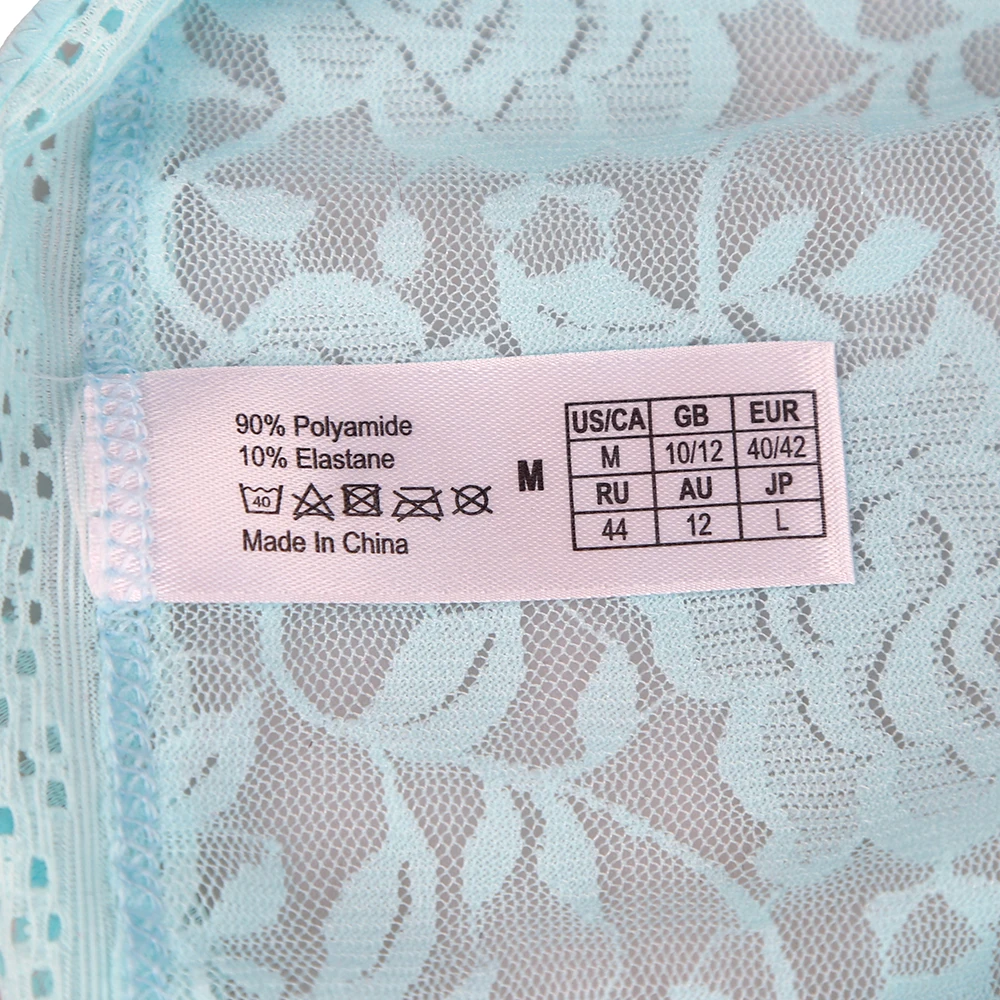 90% Polyamide
10% Elastane
40
Made In China
M
US/CA GB EUR
M 10/12 40/42
RU AU JP
44 12 L